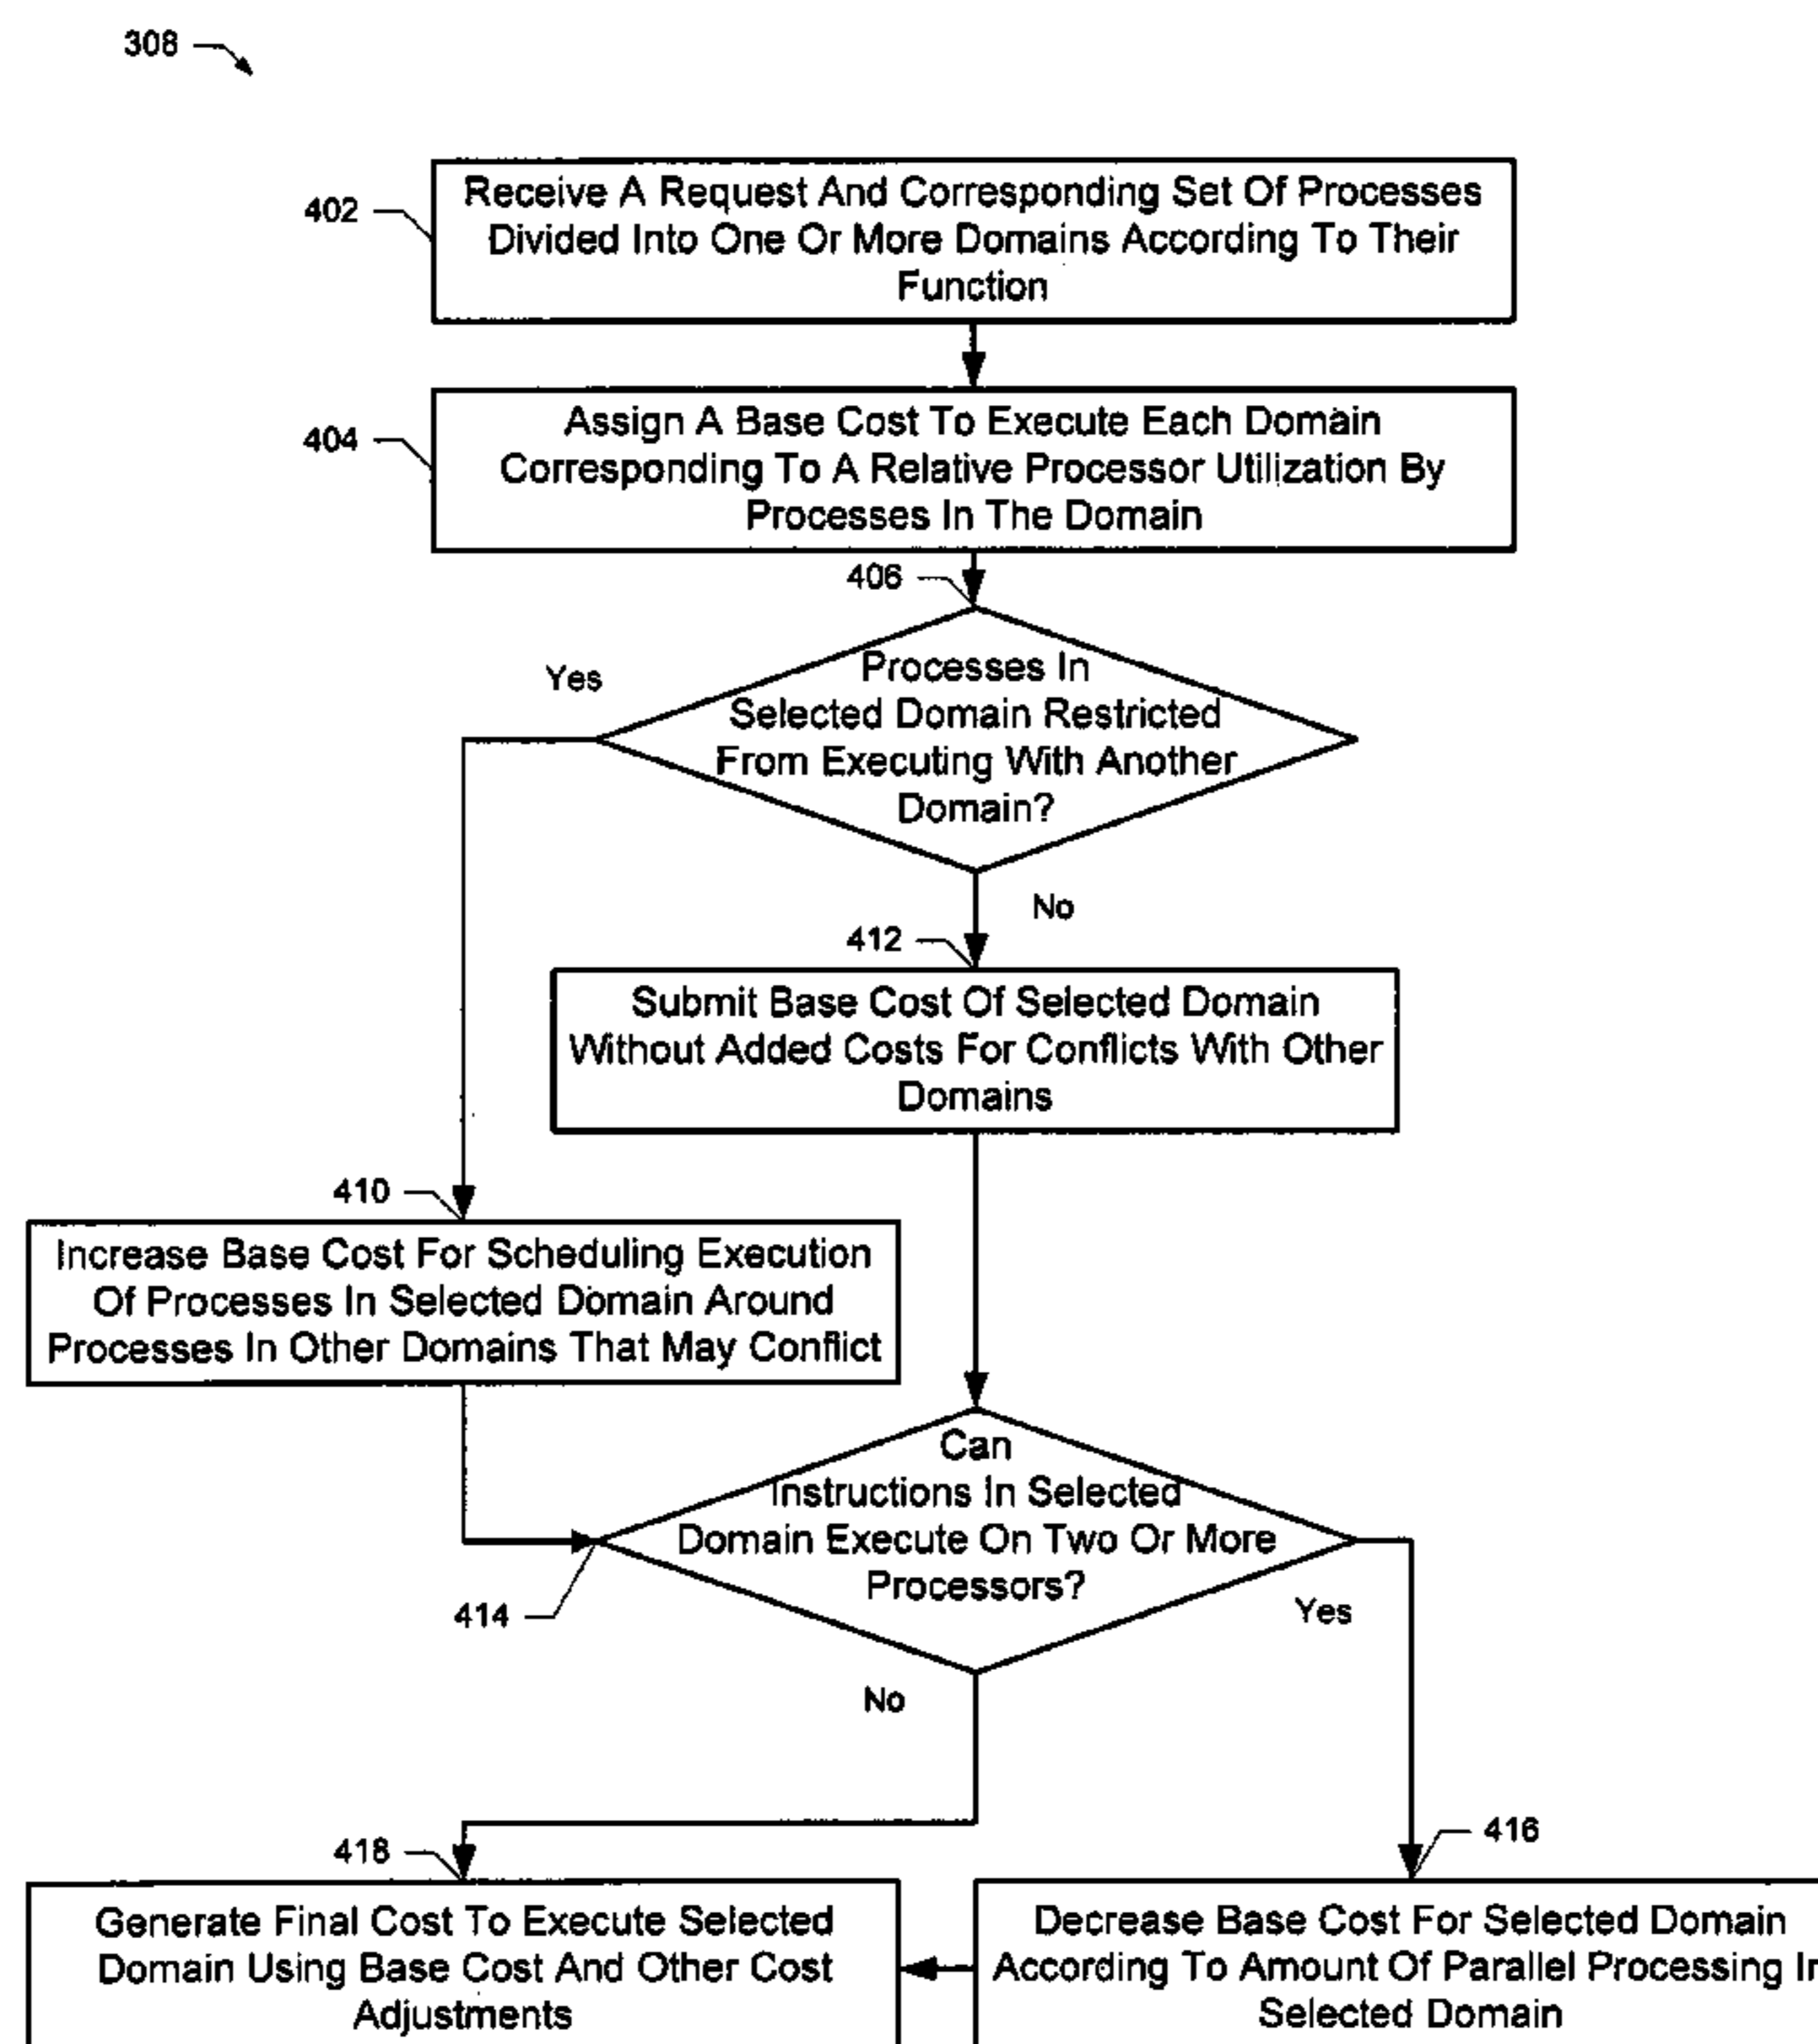 308
402
Receive A Request And Corresponding Set Of Processes
Divided Into One Or More Domains According To Their
Function
404
Assign A Base Cost To Execute Each Domain
Corresponding To A Relative Processor Utilization By
Processes In The Domain
406
Yes
Processes In
Selected Domain Restricted
From Executing With Another
Domain?
No
412
Submit Base Cost Of Selected Domain
Without Added Costs For Conflicts With Other
Domains
410
Increase Base Cost For Scheduling Execution
Of Processes In Selected Domain Around
Processes In Other Domains That May Conflict
Can
Instructions In Selected
Domain Execute On Two Or More
Processors?
414
Yes
No
418
416
Generate Final Cost To Execute Selected
Domain Using Base Cost And Other Cost
Adjustments
Decrease Base Cost For Selected Domain
According To Amount Of Parallel Processing In
Selected Domain